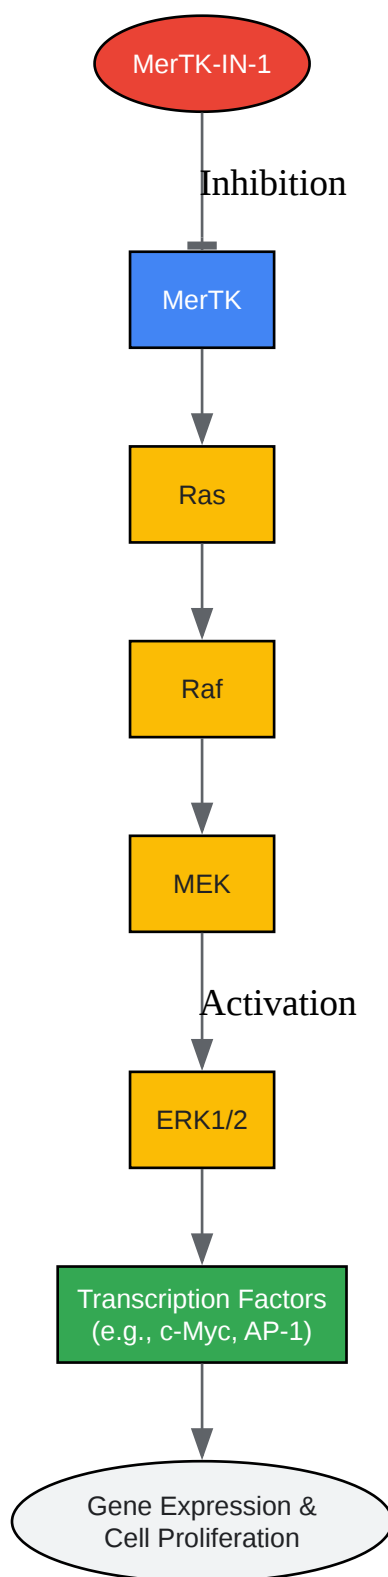 MerTK-IN-1
Inhibition
MerTK
Ras
Raf
MEK
Activation
ERK1/2
Transcription Factors
(e.g., c-Myc, AP-1)
Gene Expression &
Cell Proliferation